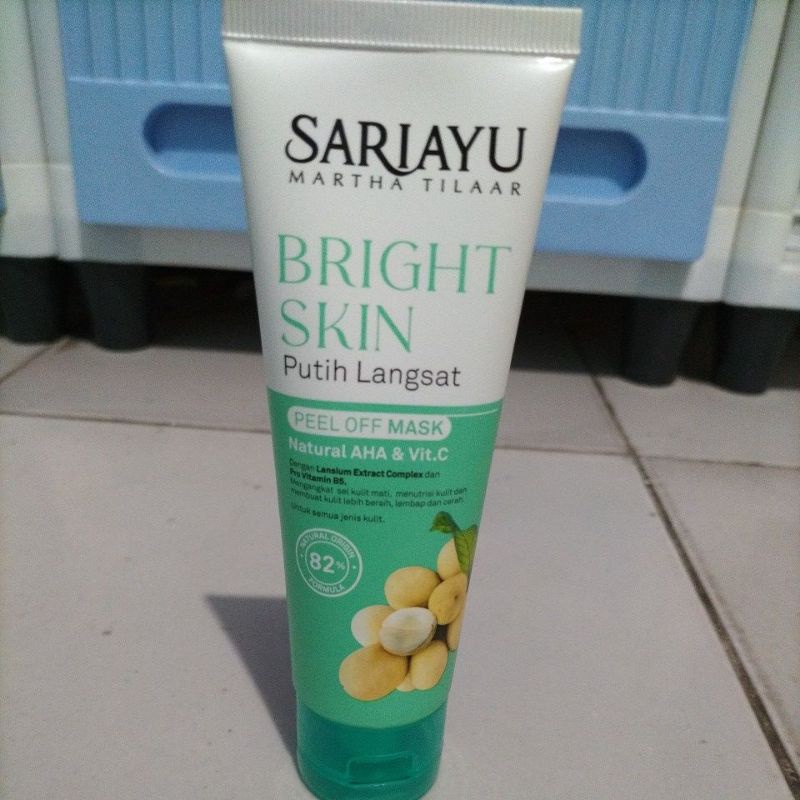 SARIAYU
MARTHA TILAAR
BRIGHT
SKIN
Putih Langsat
PEEL OFF MASK
Natural AHA & Vit.C
Dengan Lansium Extract Complex dan
Pro Vitamin B5,
Mengangkat sel kulit mati, menutrisi kulit dan
membuat kulit lebih bersih, lembap dan cerah.
Untuk semua jenis kulit.
NATURAL ORIGIN
82%
FORMULA